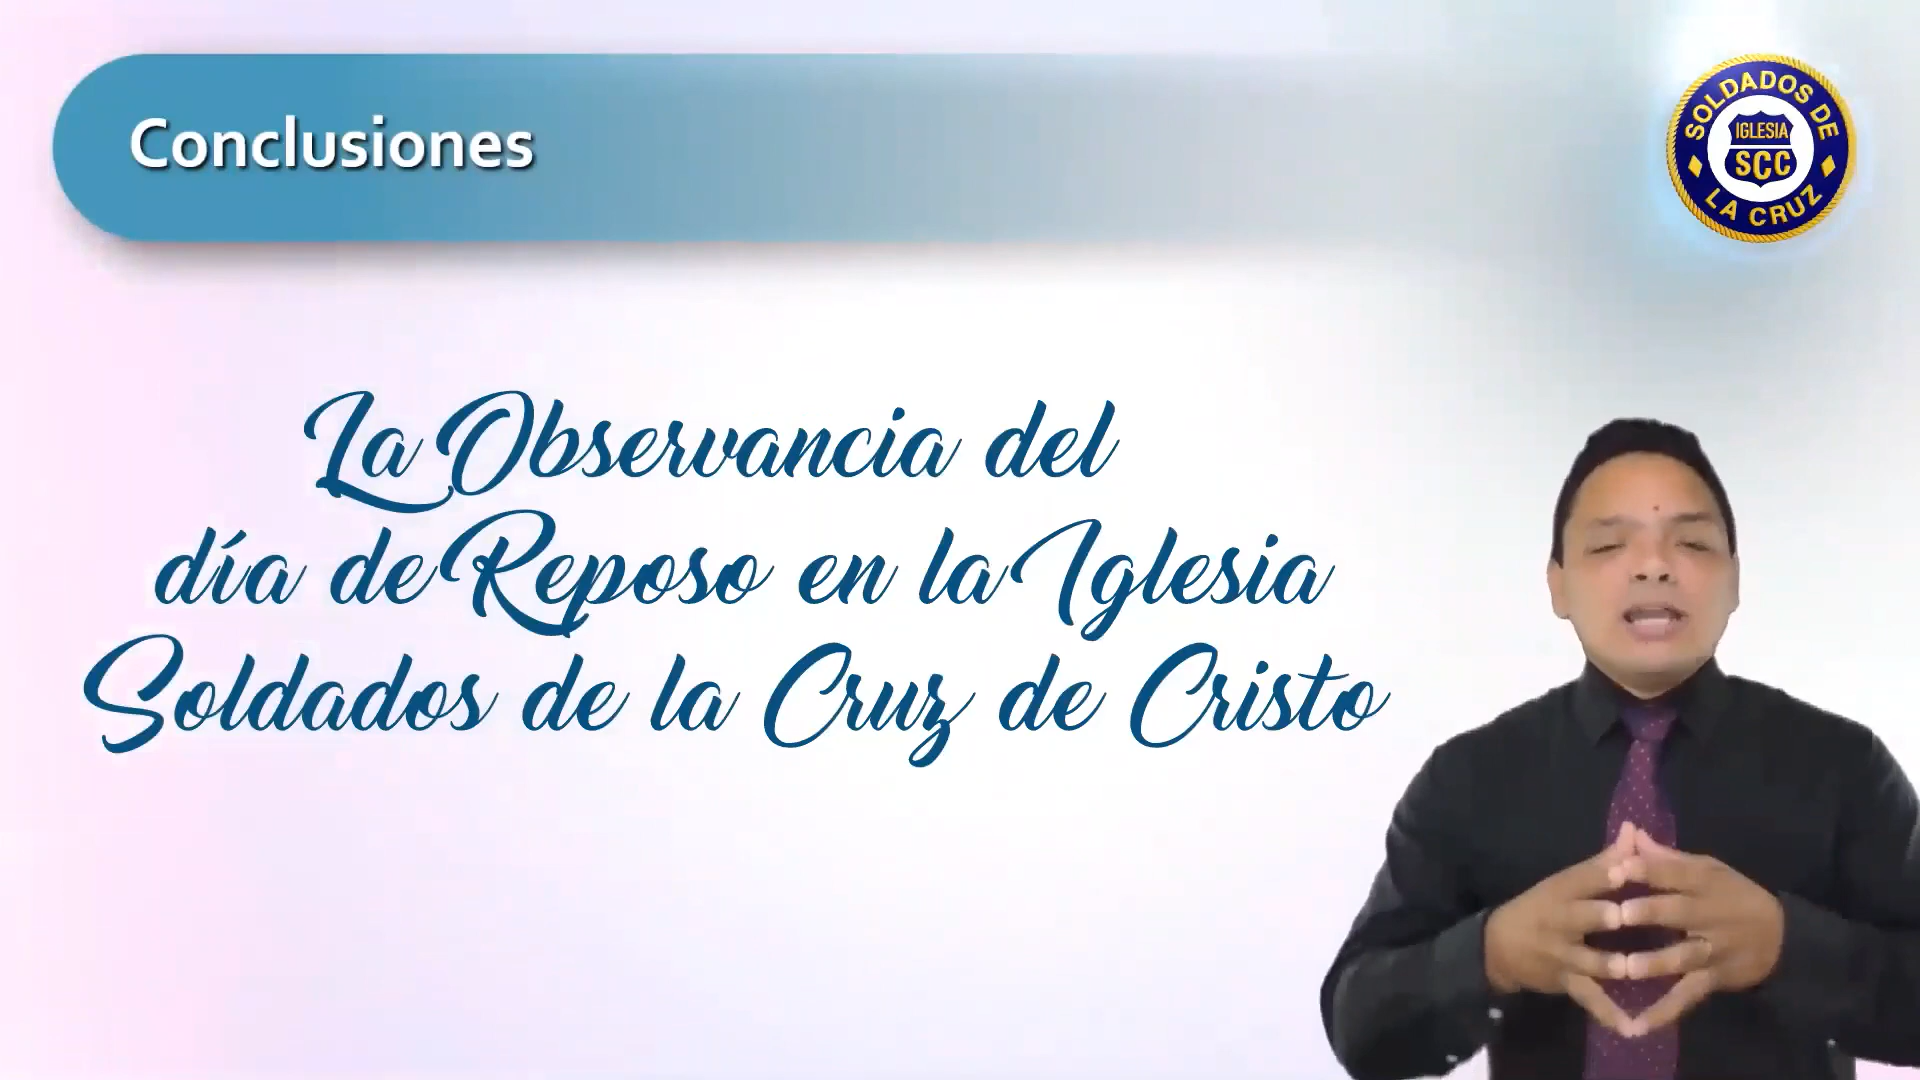 Conclusiones
SOLDADOS DE
IGLESIA
SCC
LA CRUZ
La Observancia del
día de Reposo en la Iglesia
Soldados de la Cruz de Cristo